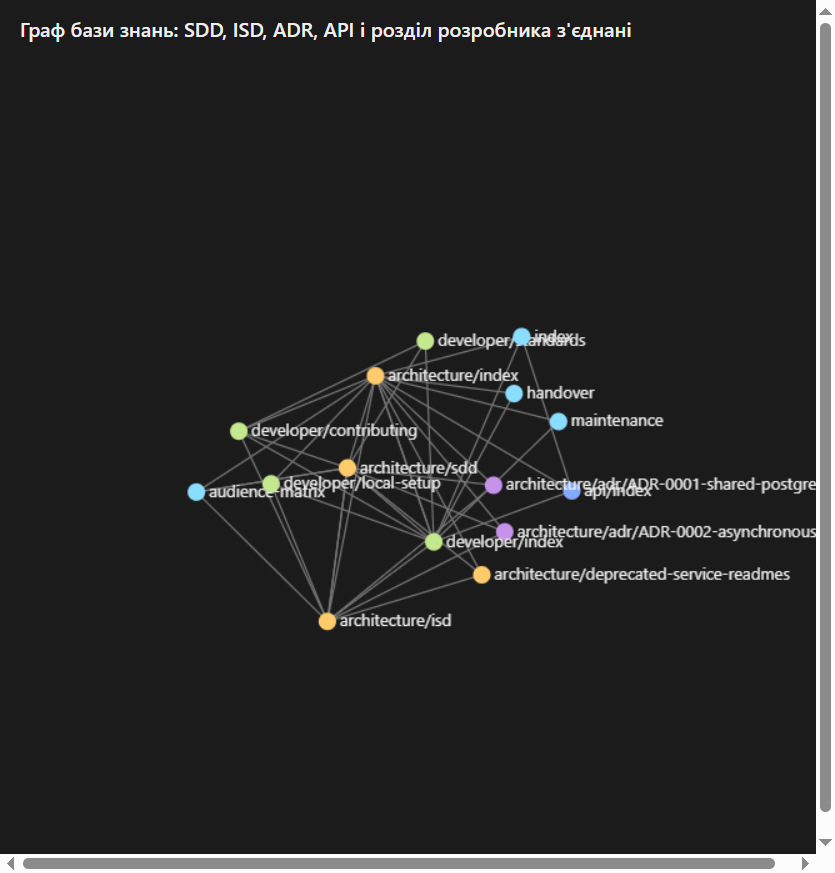 Граф бази знань: SDD, ISD, ADR, API і розділ розробника з'єднані
developer/standards
index
architecture/index
handover
maintenance
developer/contributing
architecture/sdd
developer/local-setup
audience-matrix
architecture/adr/ADR-0001-shared-postgre
api/index
architecture/adr/ADR-0002-asynchronous
developer/index
architecture/deprecated-service-readmes
architecture/isd